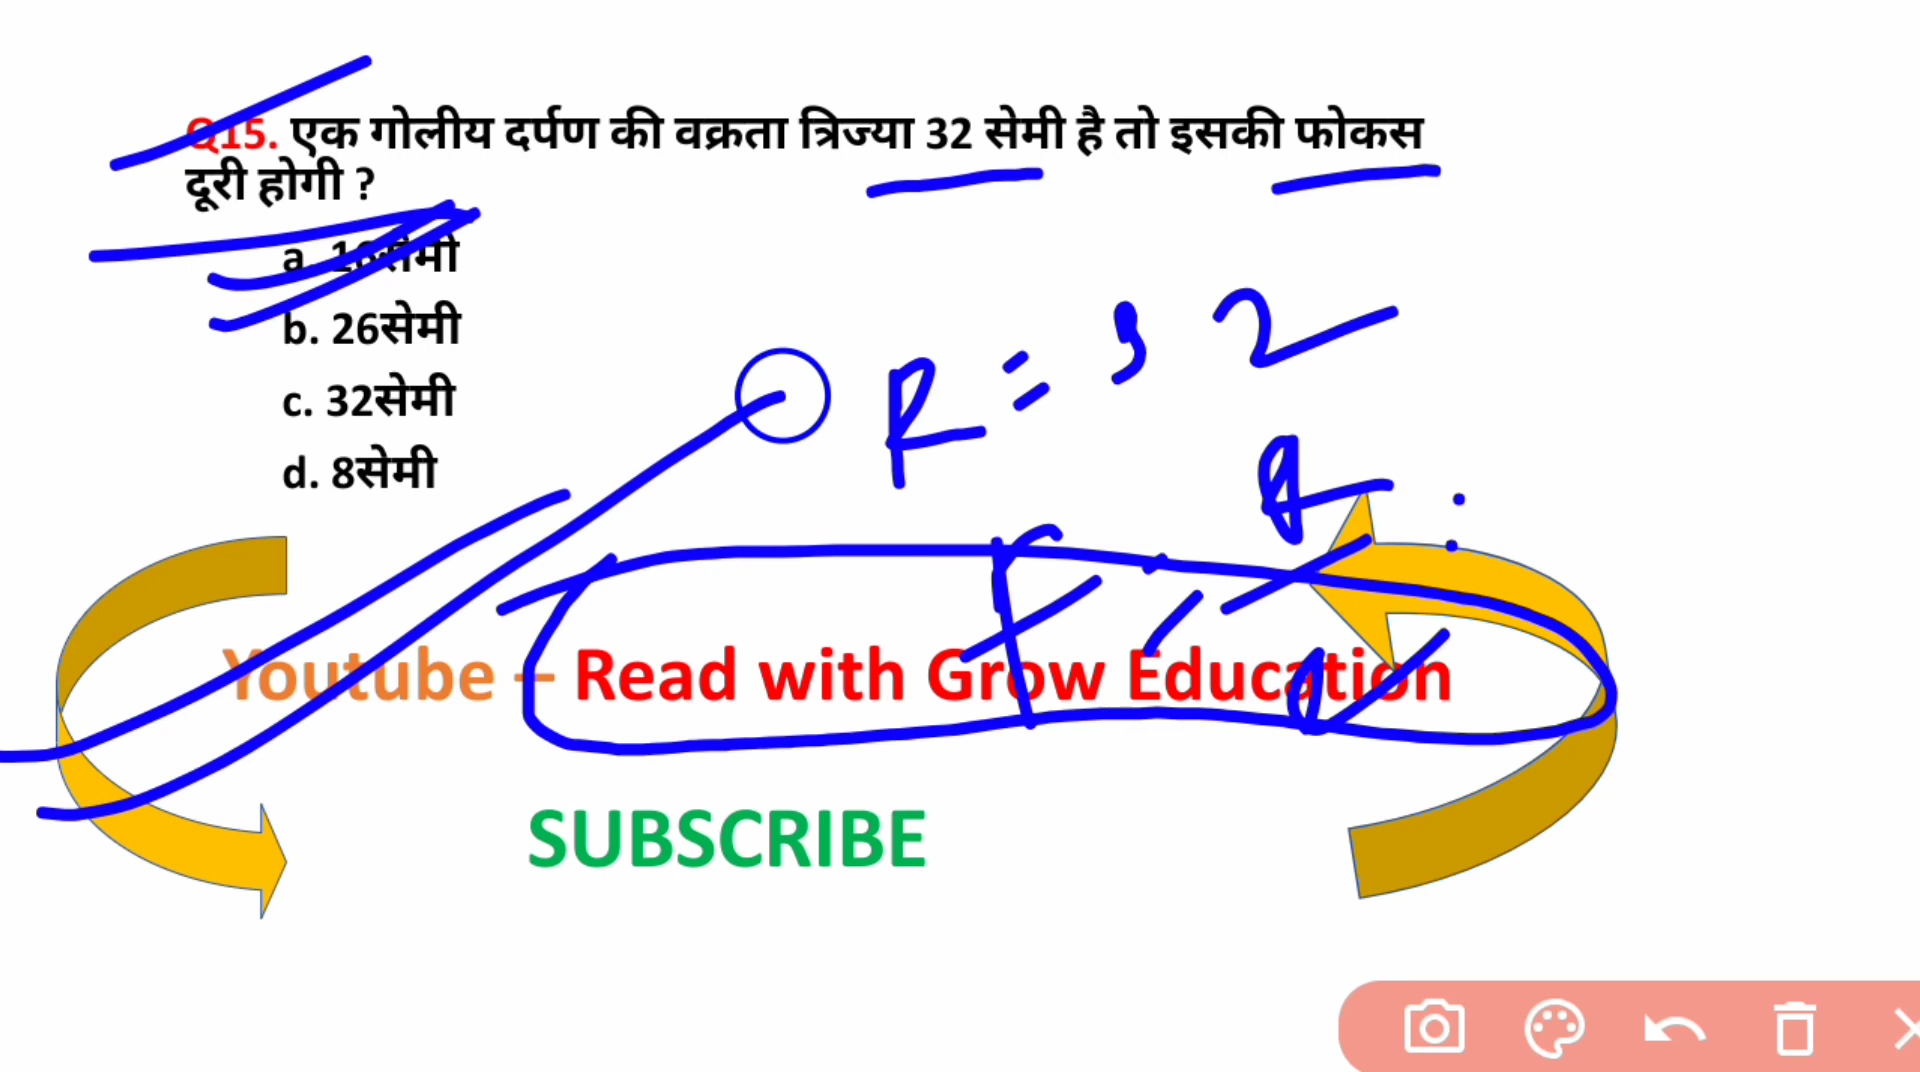 Q15. एक गोलीय दर्पण की वक्रता त्रिज्या 32 सेमी है तो इसकी फोकस
दूरी होगी ?
a. 16सेमी
b. 26सेमी
c. 32सेमी
d. 8सेमी
R = 32
Youtube – Read with Grow Education
SUBSCRIBE